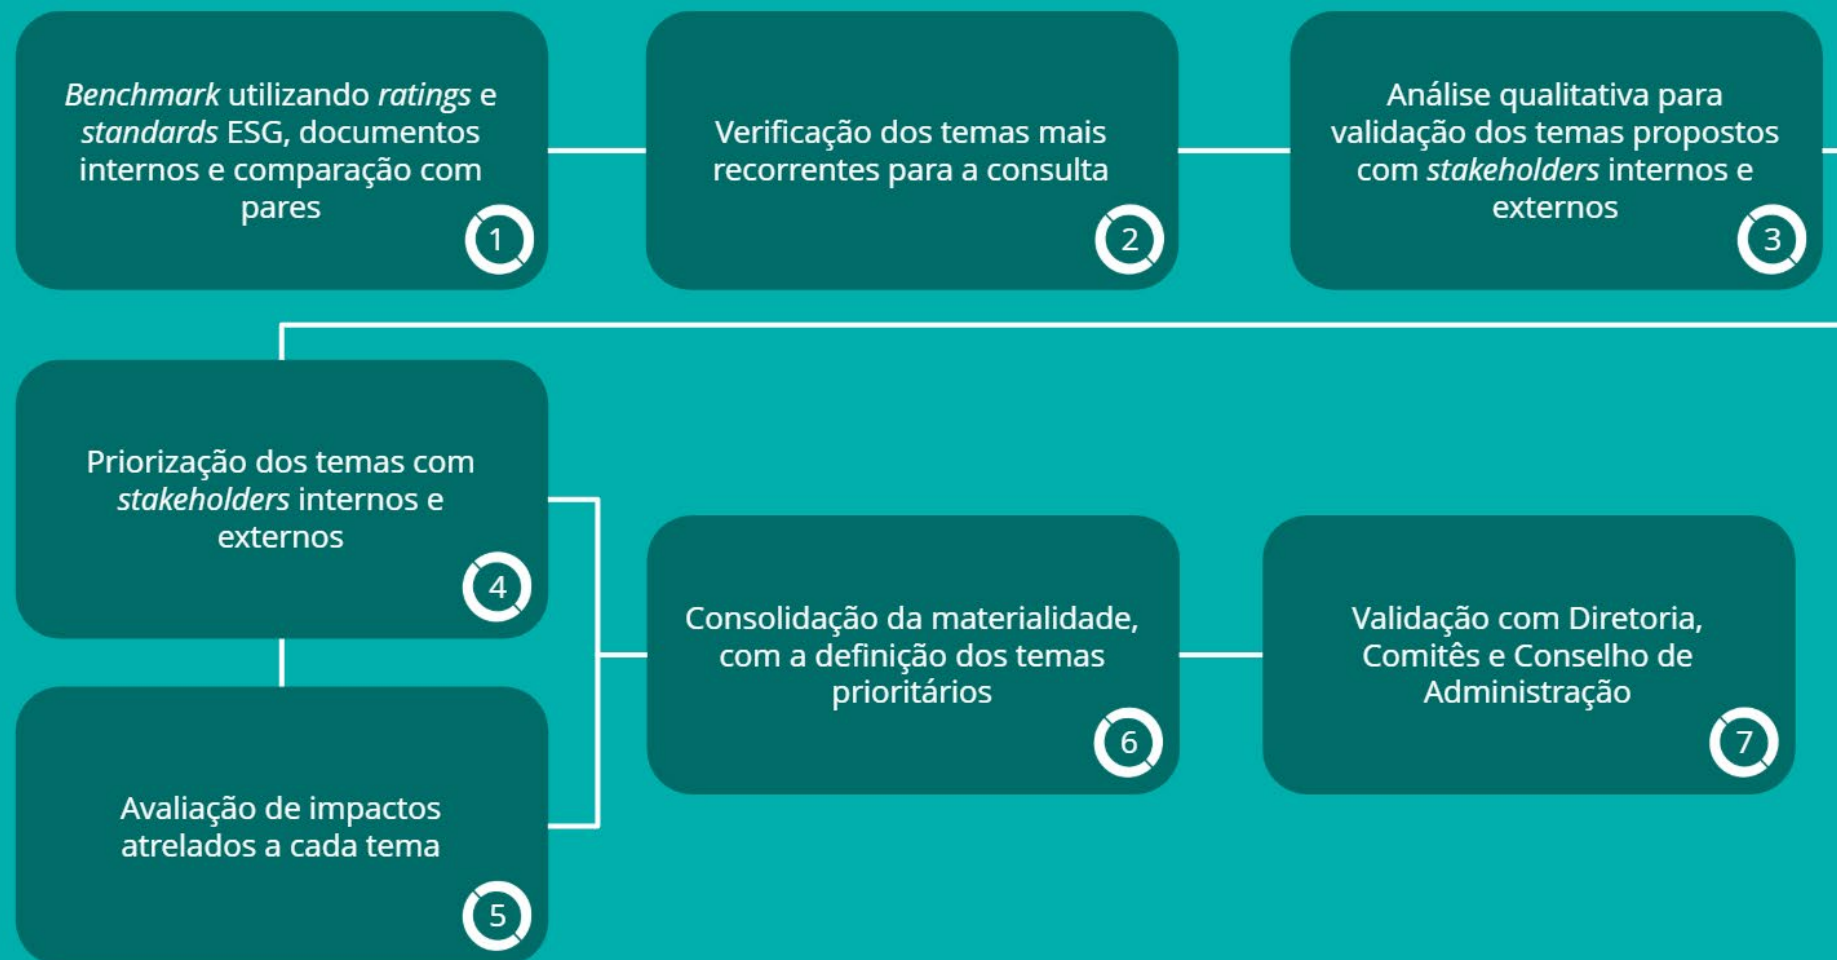 Benchmark utilizando ratings e
standards ESG, documentos
internos e comparação com
pares
1
Verificação dos temas mais
recorrentes para a consulta
2
Análise qualitativa para
validação dos temas propostos
com stakeholders internos e
externos
3
Priorização dos temas com
stakeholders internos e
externos
4
Avaliação de impactos
atrelados a cada tema
5
Consolidação da materialidade,
com a definição dos temas
prioritários
6
Validação com Diretoria,
Comitês e Conselho de
Administração
7